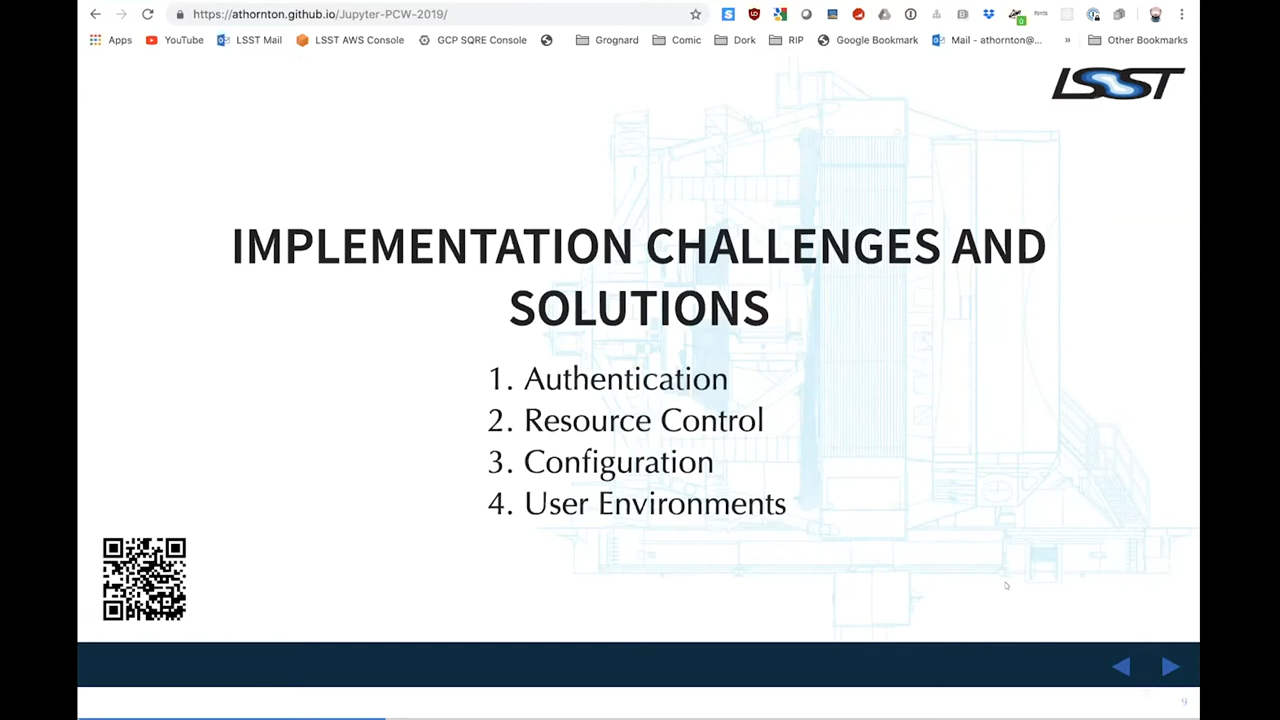 https://athornton.github.io/Jupyter-PCW-2019/
Apps YouTube LSST Mail LSST AWS Console GCP SQRE Console Grognard Comic Dork RIP Google Bookmark Mail - athornton@... » Other Bookmarks
LSST
IMPLEMENTATION CHALLENGES AND
SOLUTIONS
1. Authentication
2. Resource Control
3. Configuration
4. User Environments
9